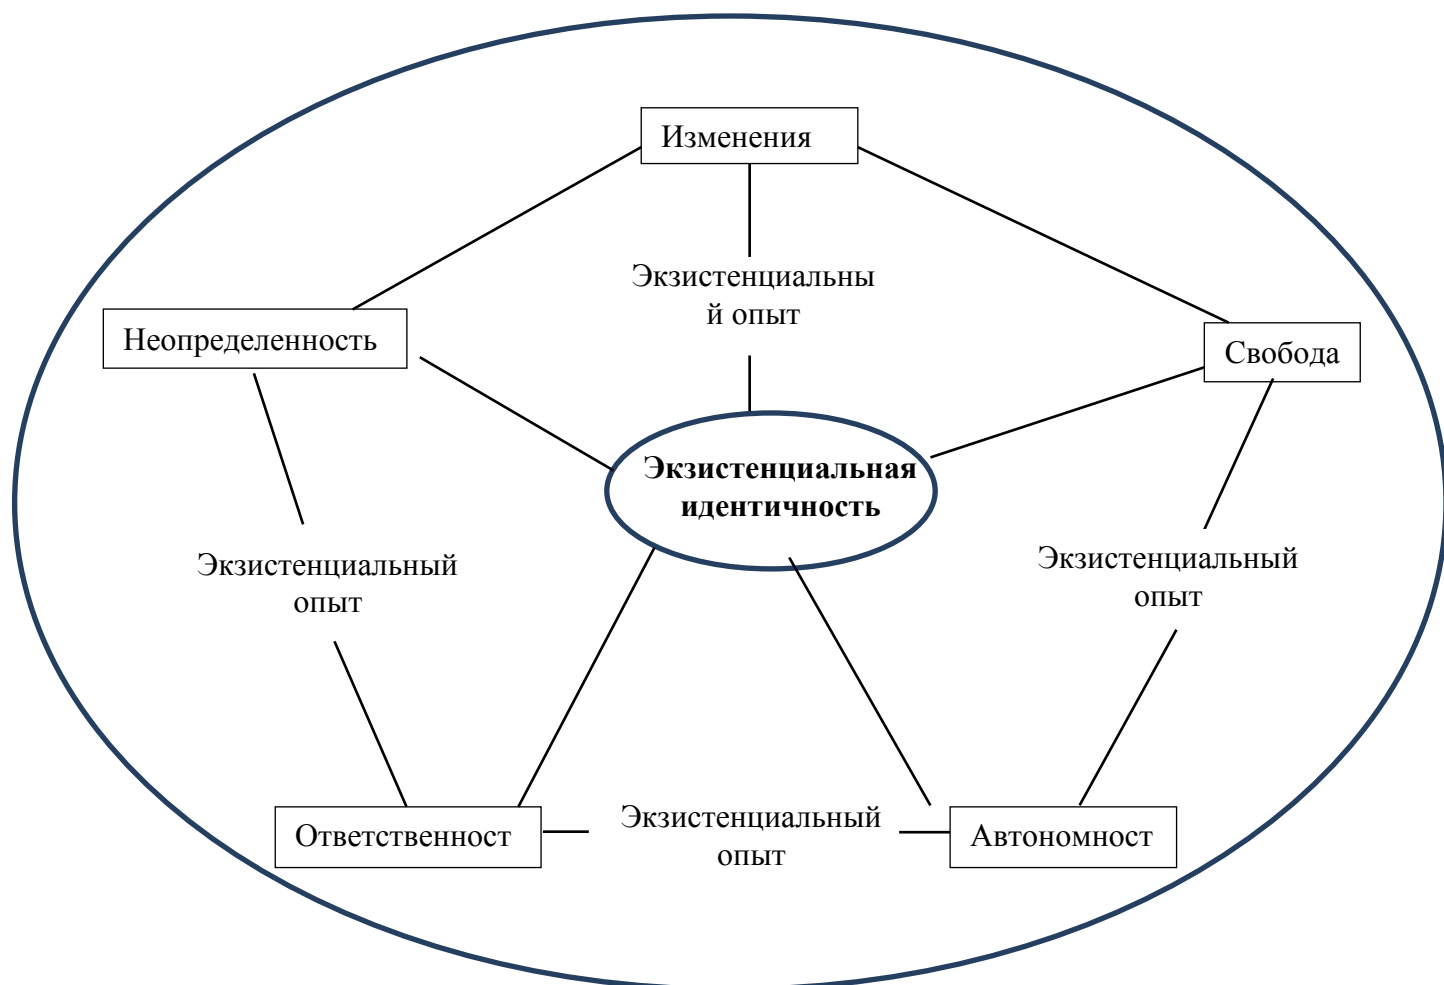 Изменения
Экзистенциальны
й опыт
Неопределенность
Свобода
Экзистенциальная
идентичность
Экзистенциальный
опыт
Экзистенциальный
опыт
Ответственност
Экзистенциальный
опыт
Автономност